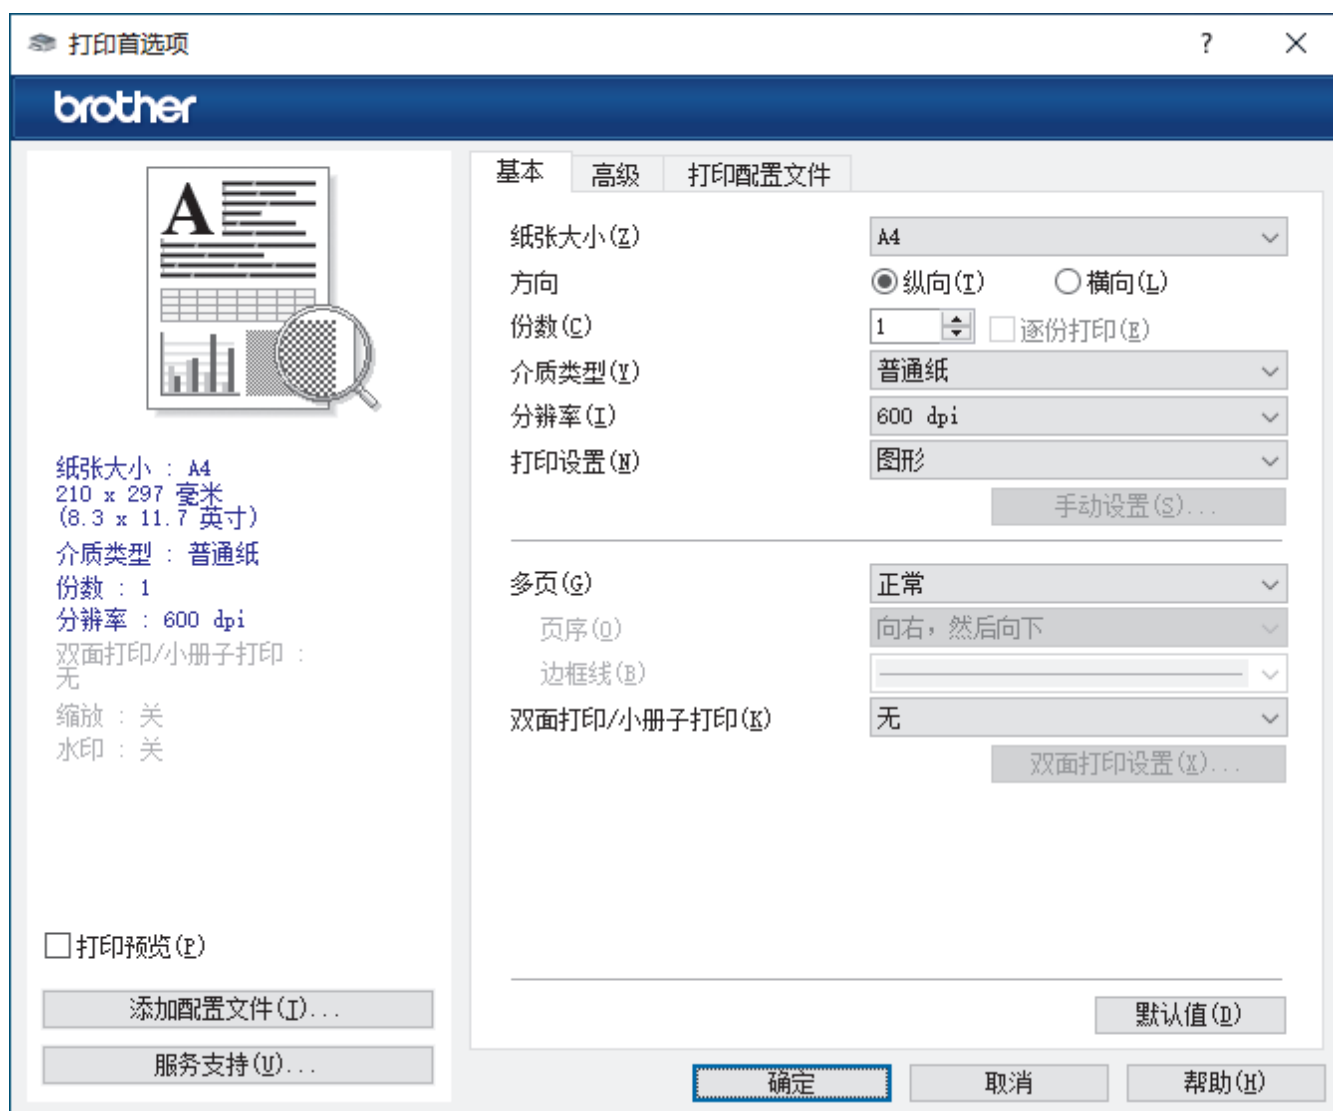 打印首选项
?
brother
A
纸张大小 : A4
210 x 297 毫米
(8.3 x 11.7 英寸)
介质类型 : 普通纸
份数 : 1
分辨率 : 600 dpi
双面打印/小册子打印 :
无
缩放 : 关
水印 : 关
打印预览(P)
添加配置文件(I)...
服务支持(U)...
基本 高级 打印配置文件
纸张大小(Z) A4
方向 纵向(T) 横向(L)
份数(C) 1 逐份打印(E)
介质类型(Y) 普通纸
分辨率(I) 600 dpi
打印设置(N) 图形
手动设置(S)...
多页(G) 正常
页序(O) 向右，然后向下
边框线(B)
双面打印/小册子打印(K) 无
双面打印设置(X)...
默认值(D)
确定 取消 帮助(H)